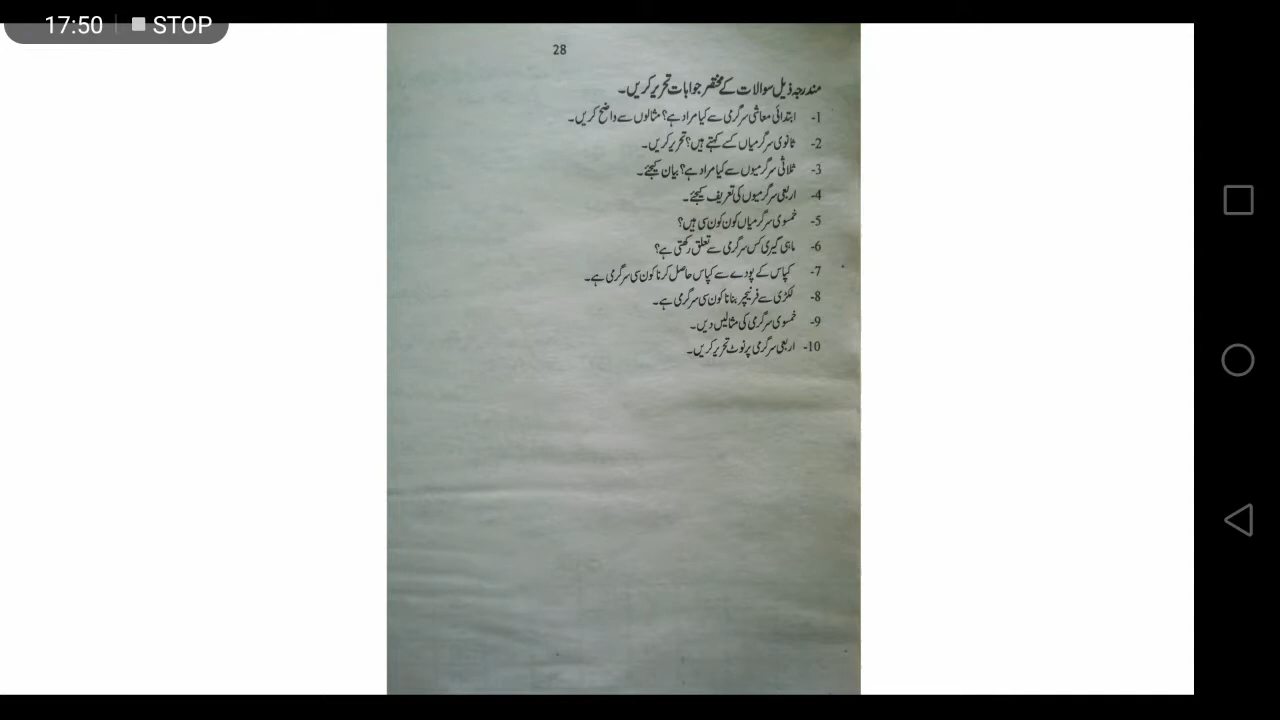 17:50 STOP
28
مندرجہ ذیل سوالات کے مختصر جوابات تحریر کریں۔
1- ابتدائی معاشی سرگرمی سے کیا مراد ہے؟ مثالوں سے واضح کریں۔
2- ثانوی سرگرمیاں کسے کہتے ہیں؟ تحریر کریں۔
3- ثلاثی سرگرمیوں سے کیا مراد ہے؟ بیان کیجئے۔
4- اربعی سرگرمیوں کی تعریف کیجئے۔
5- خمسوی سرگرمیاں کون کون سی ہیں؟
6- ماہی گیری کس سرگرمی سے تعلق رکھتی ہے؟
7- کپاس کے پودے سے کپاس حاصل کرنا کون سی سرگرمی ہے۔
8- لکڑی سے فرنیچر بنانا کون سی سرگرمی ہے۔
9- خمسوی سرگرمی کی مثالیں دیں۔
10- اربعی سرگرمی پر نوٹ تحریر کریں۔